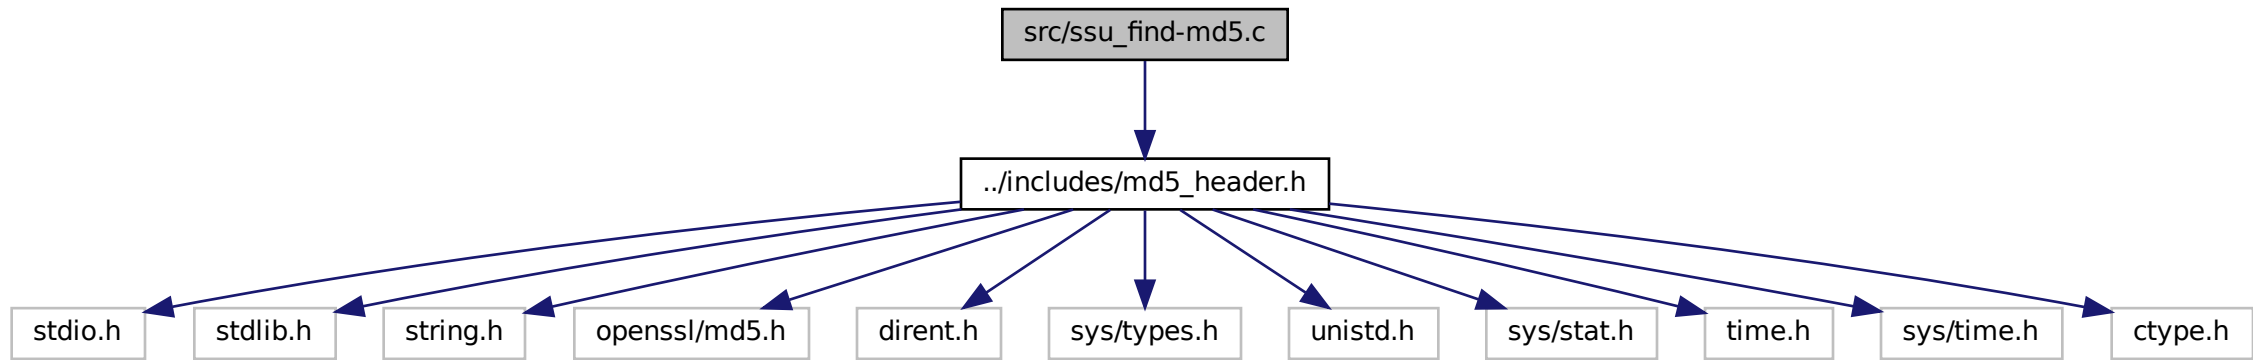 src/ssu_find-md5.c
../includes/md5_header.h
stdio.h
stdlib.h
string.h
openssl/md5.h
dirent.h
sys/types.h
unistd.h
sys/stat.h
time.h
sys/time.h
ctype.h